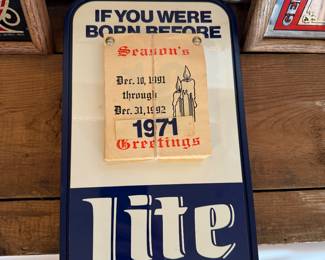 IF YOU WERE
BORN BEFORE
Season's
Dec. 10, 1991
through
Dec. 31, 1992
1971
Greetings
Lite